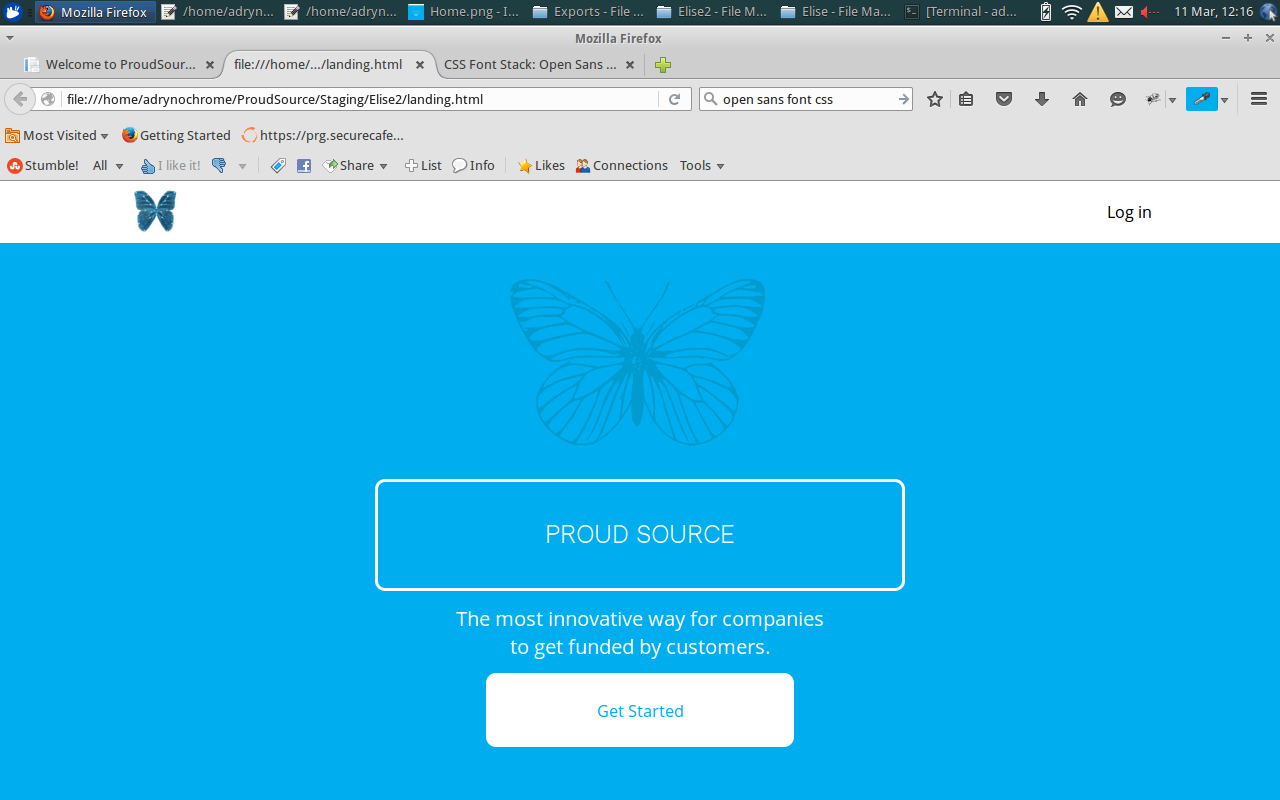 Mozilla Firefox /home/adryn... /home/adryn... Home.png - I... Exports - File ... Elise2 - File M... Elise - File Ma... [Terminal - ad... 11 Mar, 12:16
Mozilla Firefox
Welcome to ProudSour... file:///home/.../landing.html CSS Font Stack: Open Sans ...
file:///home/adrynochrome/ProudSource/Staging/Elise2/landing.html open sans font css
Most Visited Getting Started https://prg.securecafe...
Stumble! All I like it! Share List Info Likes Connections Tools
Log in
PROUD SOURCE
The most innovative way for companies
to get funded by customers.
Get Started